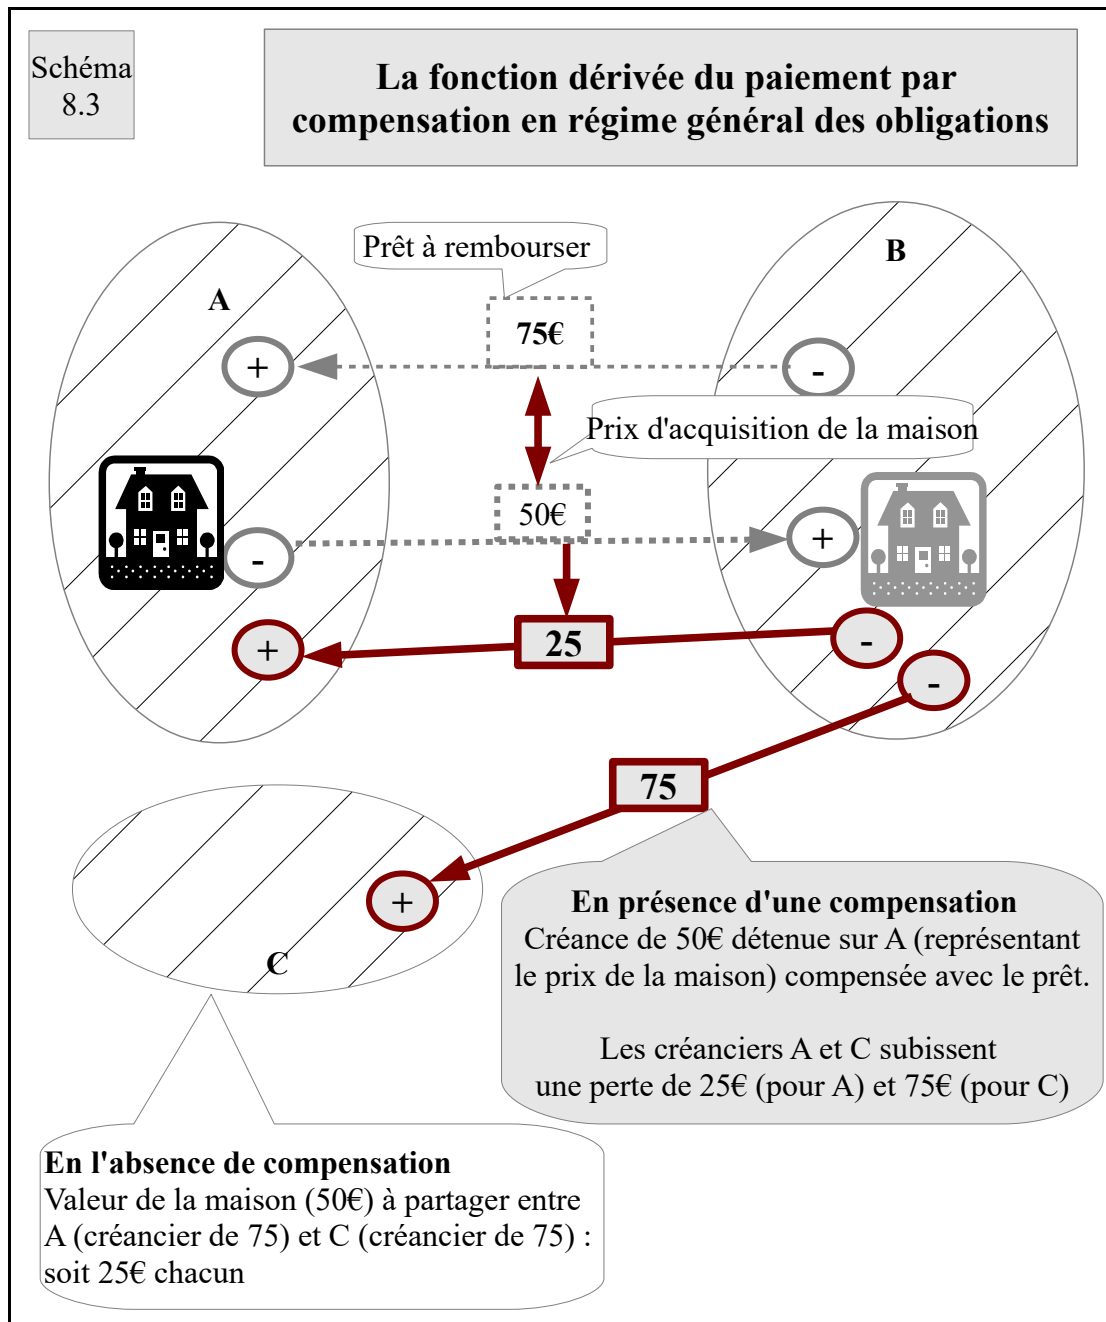 Schéma
8.3
La fonction dérivée du paiement par
compensation en régime général des obligations
Prêt à rembourser
B
A
75€
+
-
Prix d'acquisition de la maison
50€
-
+
+
25
-
-
75
+
C
En présence d'une compensation
Créance de 50€ détenue sur A (représentant
le prix de la maison) compensée avec le prêt.
Les créanciers A et C subissent
une perte de 25€ (pour A) et 75€ (pour C)
En l'absence de compensation
Valeur de la maison (50€) à partager entre
A (créancier de 75) et C (créancier de 75) :
soit 25€ chacun